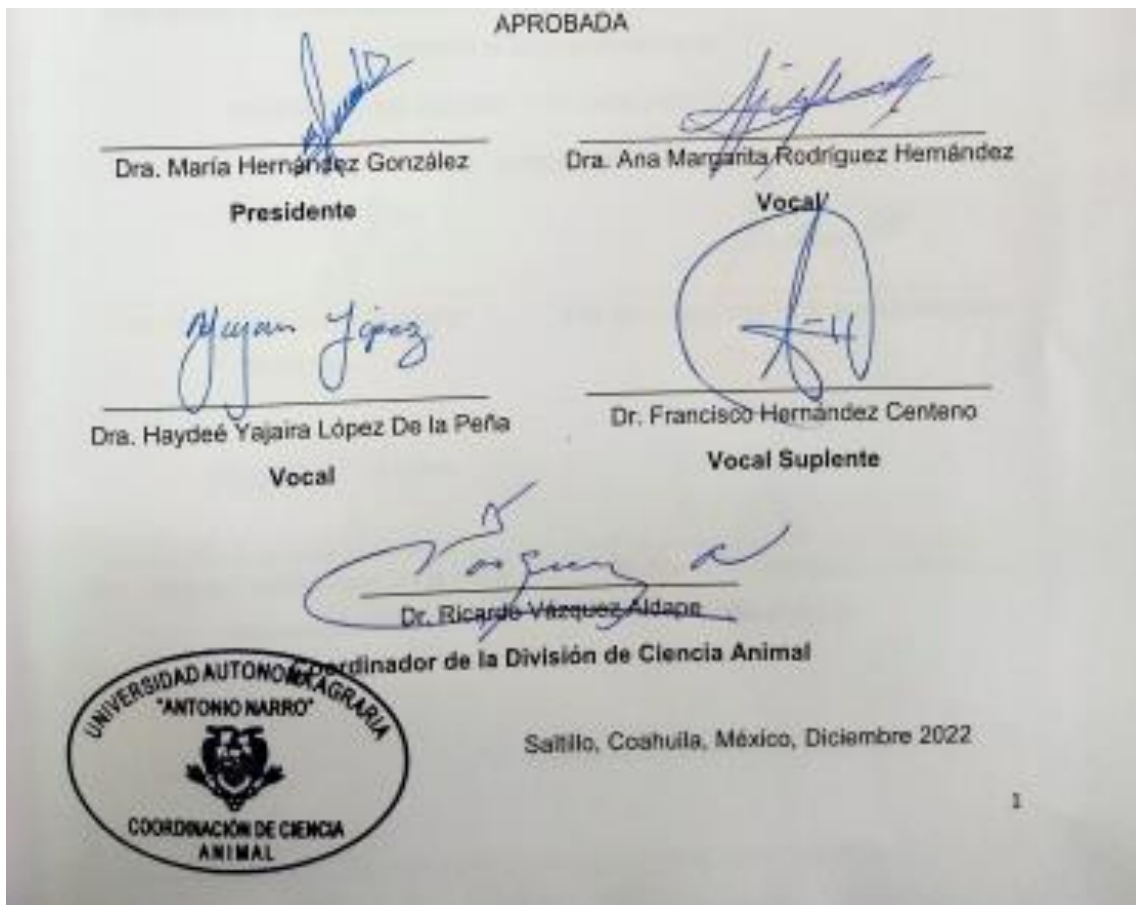 APROBADA
Dra. María Hernández González
Dra. Ana Margarita Rodríguez Hernández
Presidente
Vocal
López
Dra. Haydeé Yajaira López De la Peña
Dr. Francisco Hernández Centeno
Vocal
Vocal Suplente
Dr. Ricardo Vázquez Aldape
Coordinador de la División de Ciencia Animal
UNIVERSIDAD AUTONOMA AGRARIA
"ANTONIO NARRO"
COORDINACIÓN DE CIENCIA
ANIMAL
Saltillo, Coahuila, México, Diciembre 2022
1